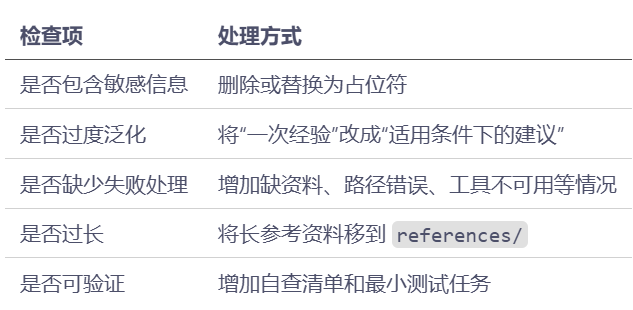 检查项 处理方式
是否包含敏感信息 删除或替换为占位符
是否过度泛化 将“一次经验”改成“适用条件下的建议”
是否缺少失败处理 增加缺资料、路径错误、工具不可用等情况
是否过长 将长参考资料移到 references/
是否可验证 增加自查清单和最小测试任务